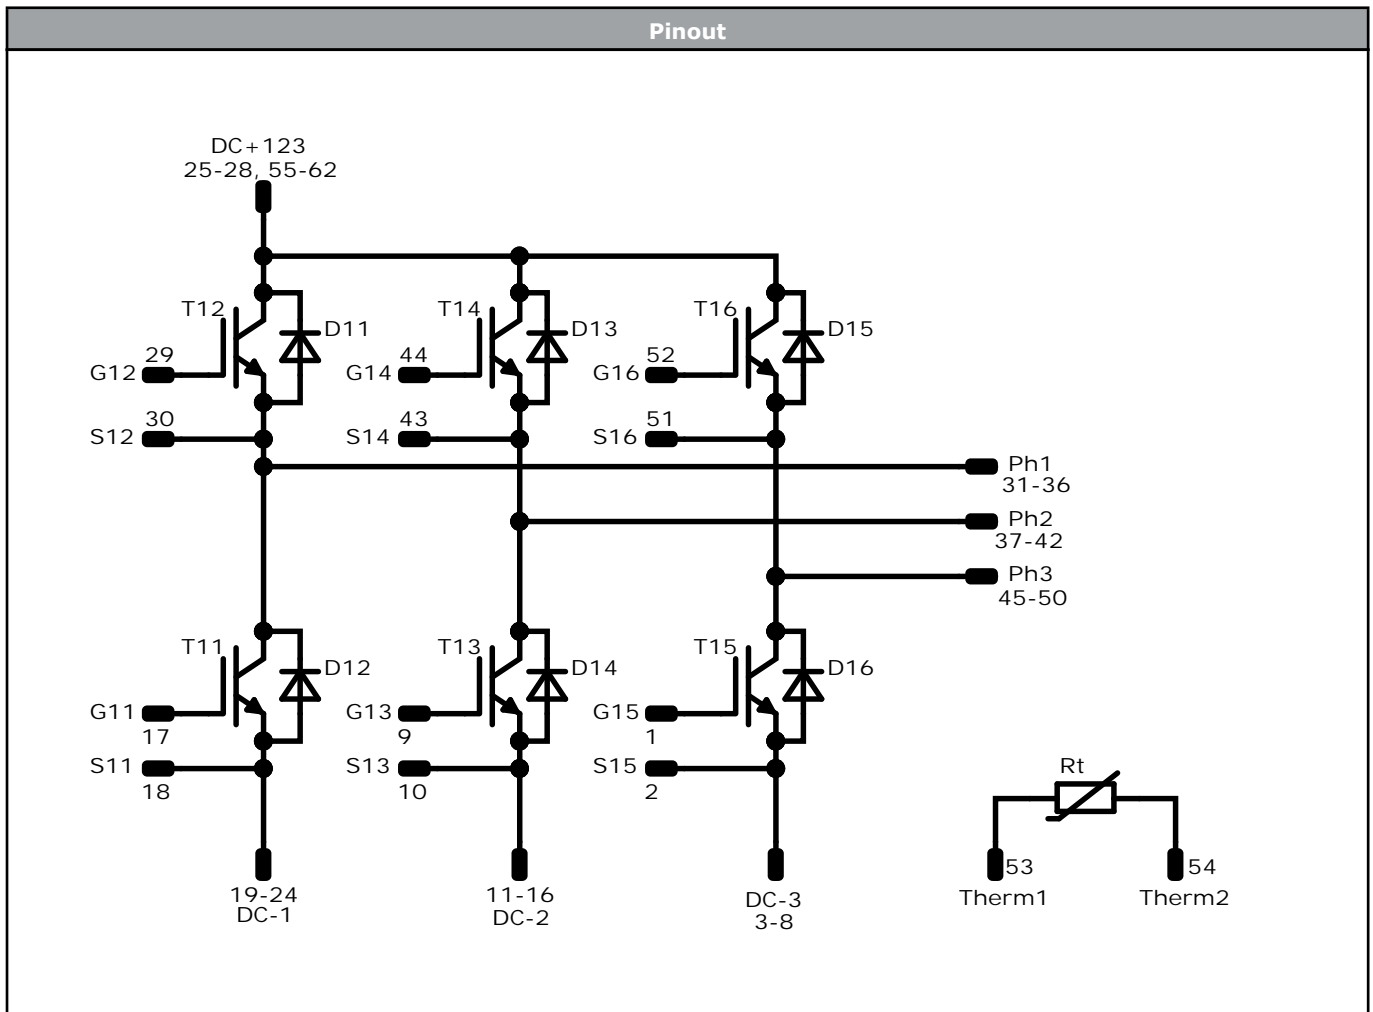 Pinout
DC+123
25-28, 55-62
T12
D11
T14
D13
T16
D15
29
G12
44
G14
52
G16
30
S12
43
S14
51
S16
Ph1
31-36
Ph2
37-42
Ph3
45-50
T11
D12
T13
D14
T15
D16
G11
17
G13
9
G15
1
S11
18
S13
10
S15
2
Rt
53
Therm1
54
Therm2
19-24
DC-1
11-16
DC-2
DC-3
3-8